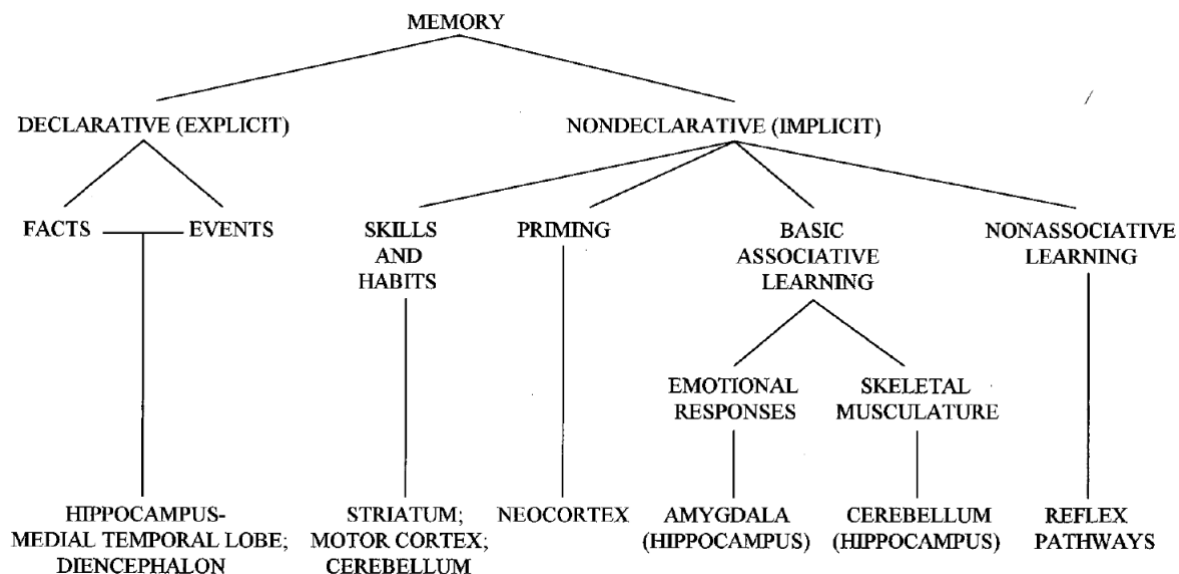 MEMORY
DECLARATIVE (EXPLICIT)
NONDECLARATIVE (IMPLICIT)
FACTS
EVENTS
SKILLS
AND
HABITS
PRIMING
BASIC
ASSOCIATIVE
LEARNING
NONASSOCIATIVE
LEARNING
EMOTIONAL
RESPONSES
SKELETAL
MUSCULATURE
HIPPOCAMPUS-
MEDIAL TEMPORAL LOBE;
DIENCEPHALON
STRIATUM;
MOTOR CORTEX;
CEREBELLUM
NEOCORTEX
AMYGDALA
(HIPPOCAMPUS)
CEREBELLUM
(HIPPOCAMPUS)
REFLEX
PATHWAYS